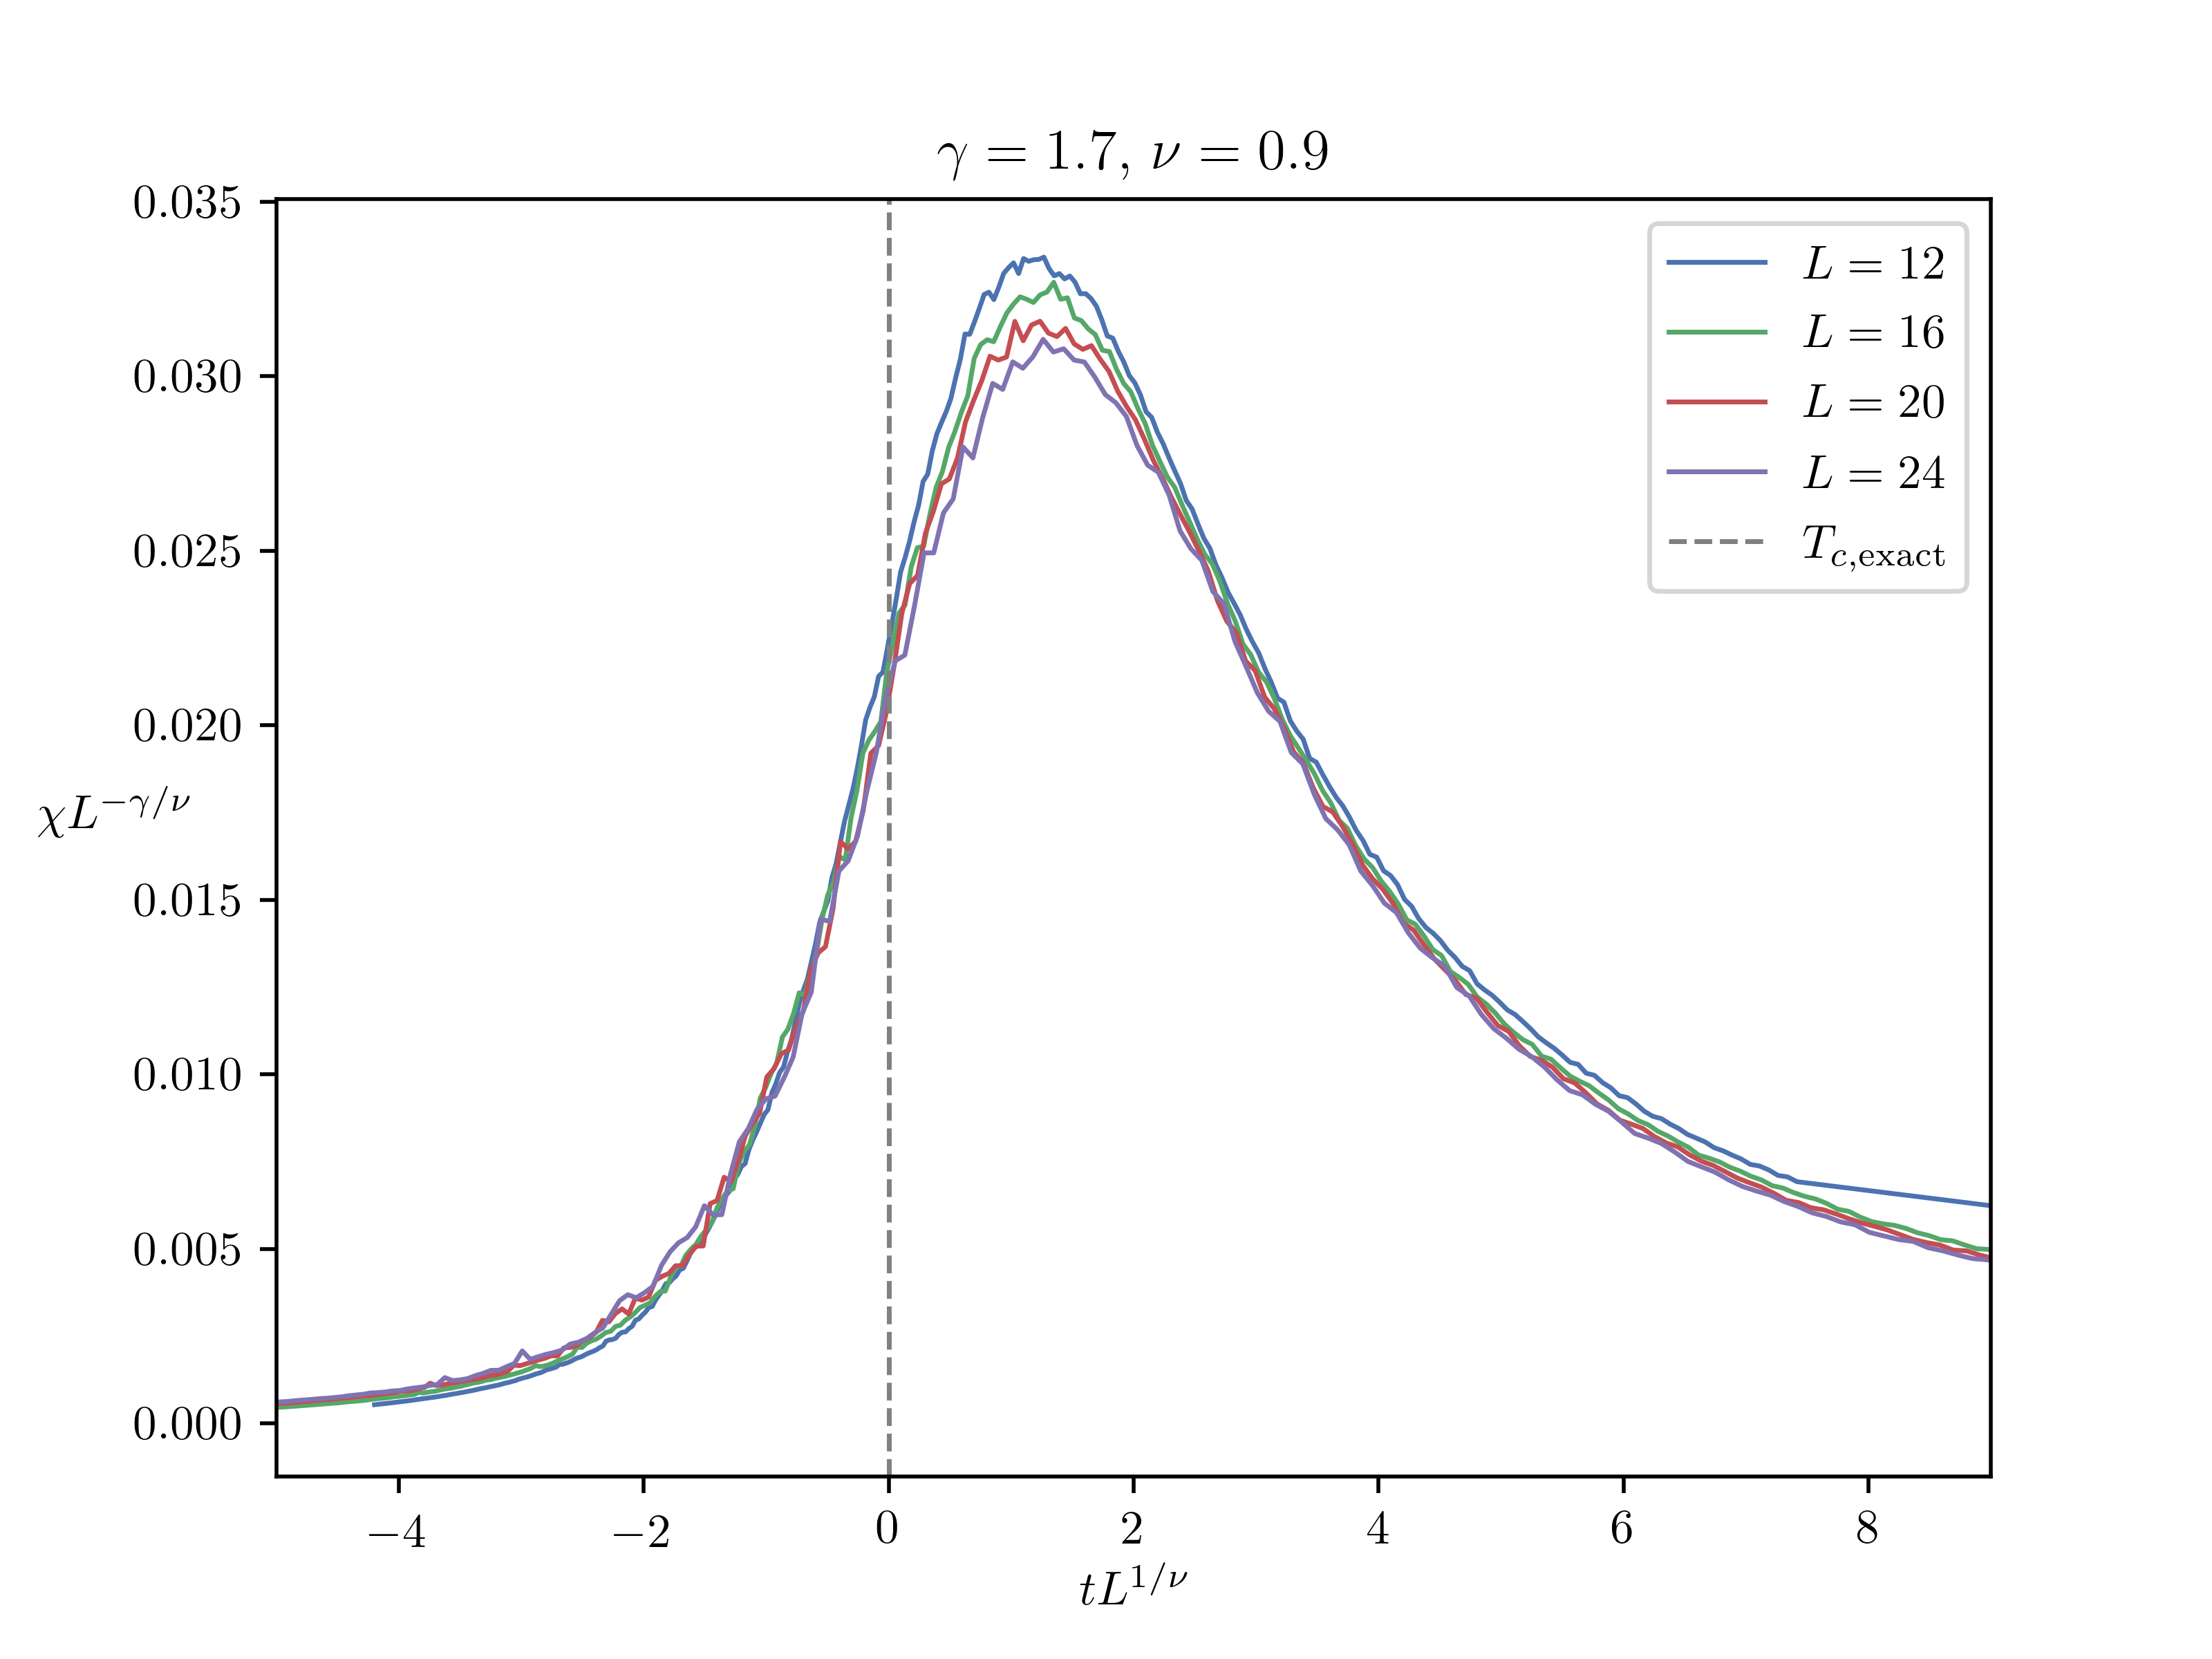 γ = 1.7, ν = 0.9
0.035
0.030
0.025
0.020
0.015
0.010
0.005
0.000
χL^{−γ/ν}
L = 12
L = 16
L = 20
L = 24
T_{c,exact}
−4 −2 0 2 4 6 8
tL^{1/ν}